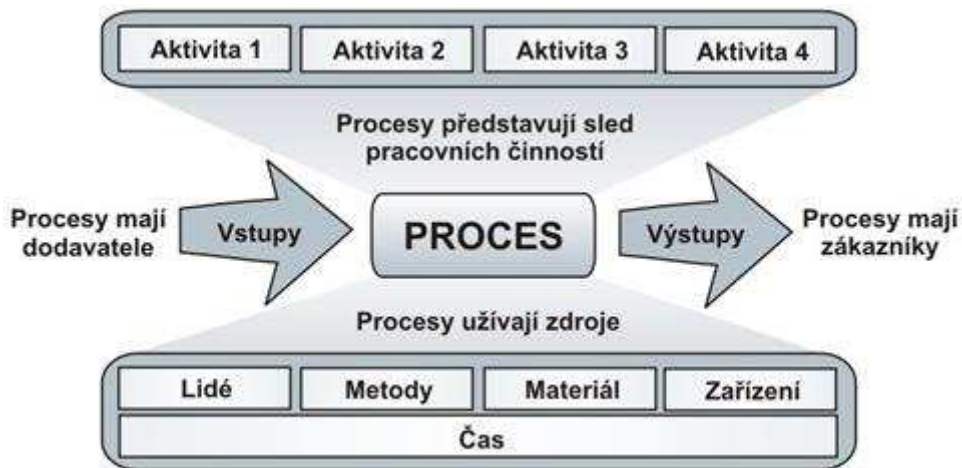 Aktivita 1 Aktivita 2 Aktivita 3 Aktivita 4
Procesy představují sled
pracovních činností
Procesy mají
dodavatele
Vstupy
PROCES
Výstupy
Procesy mají
zákazníky
Procesy užívají zdroje
Lidé Metody Materiál Zařízení
Čas